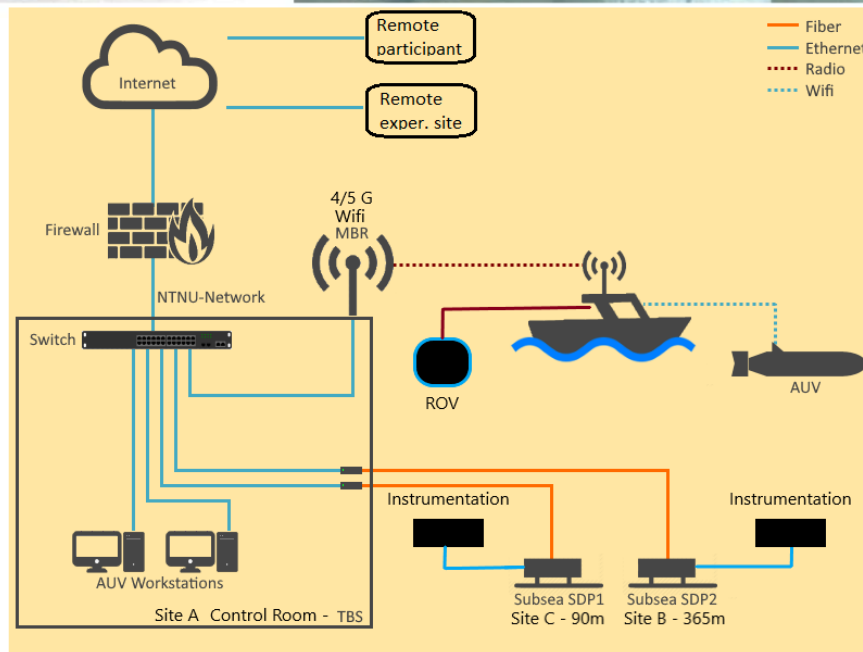 Remote
participant
Internet
Remote
exper. site
Fiber
Ethernet
Radio
Wifi
Firewall
4/5 G
Wifi
MBR
NTNU-Network
Switch
ROV
AUV
Instrumentation
Instrumentation
AUV Workstations
Subsea SDP1
Site C - 90m
Subsea SDP2
Site B - 365m
Site A Control Room - TBS